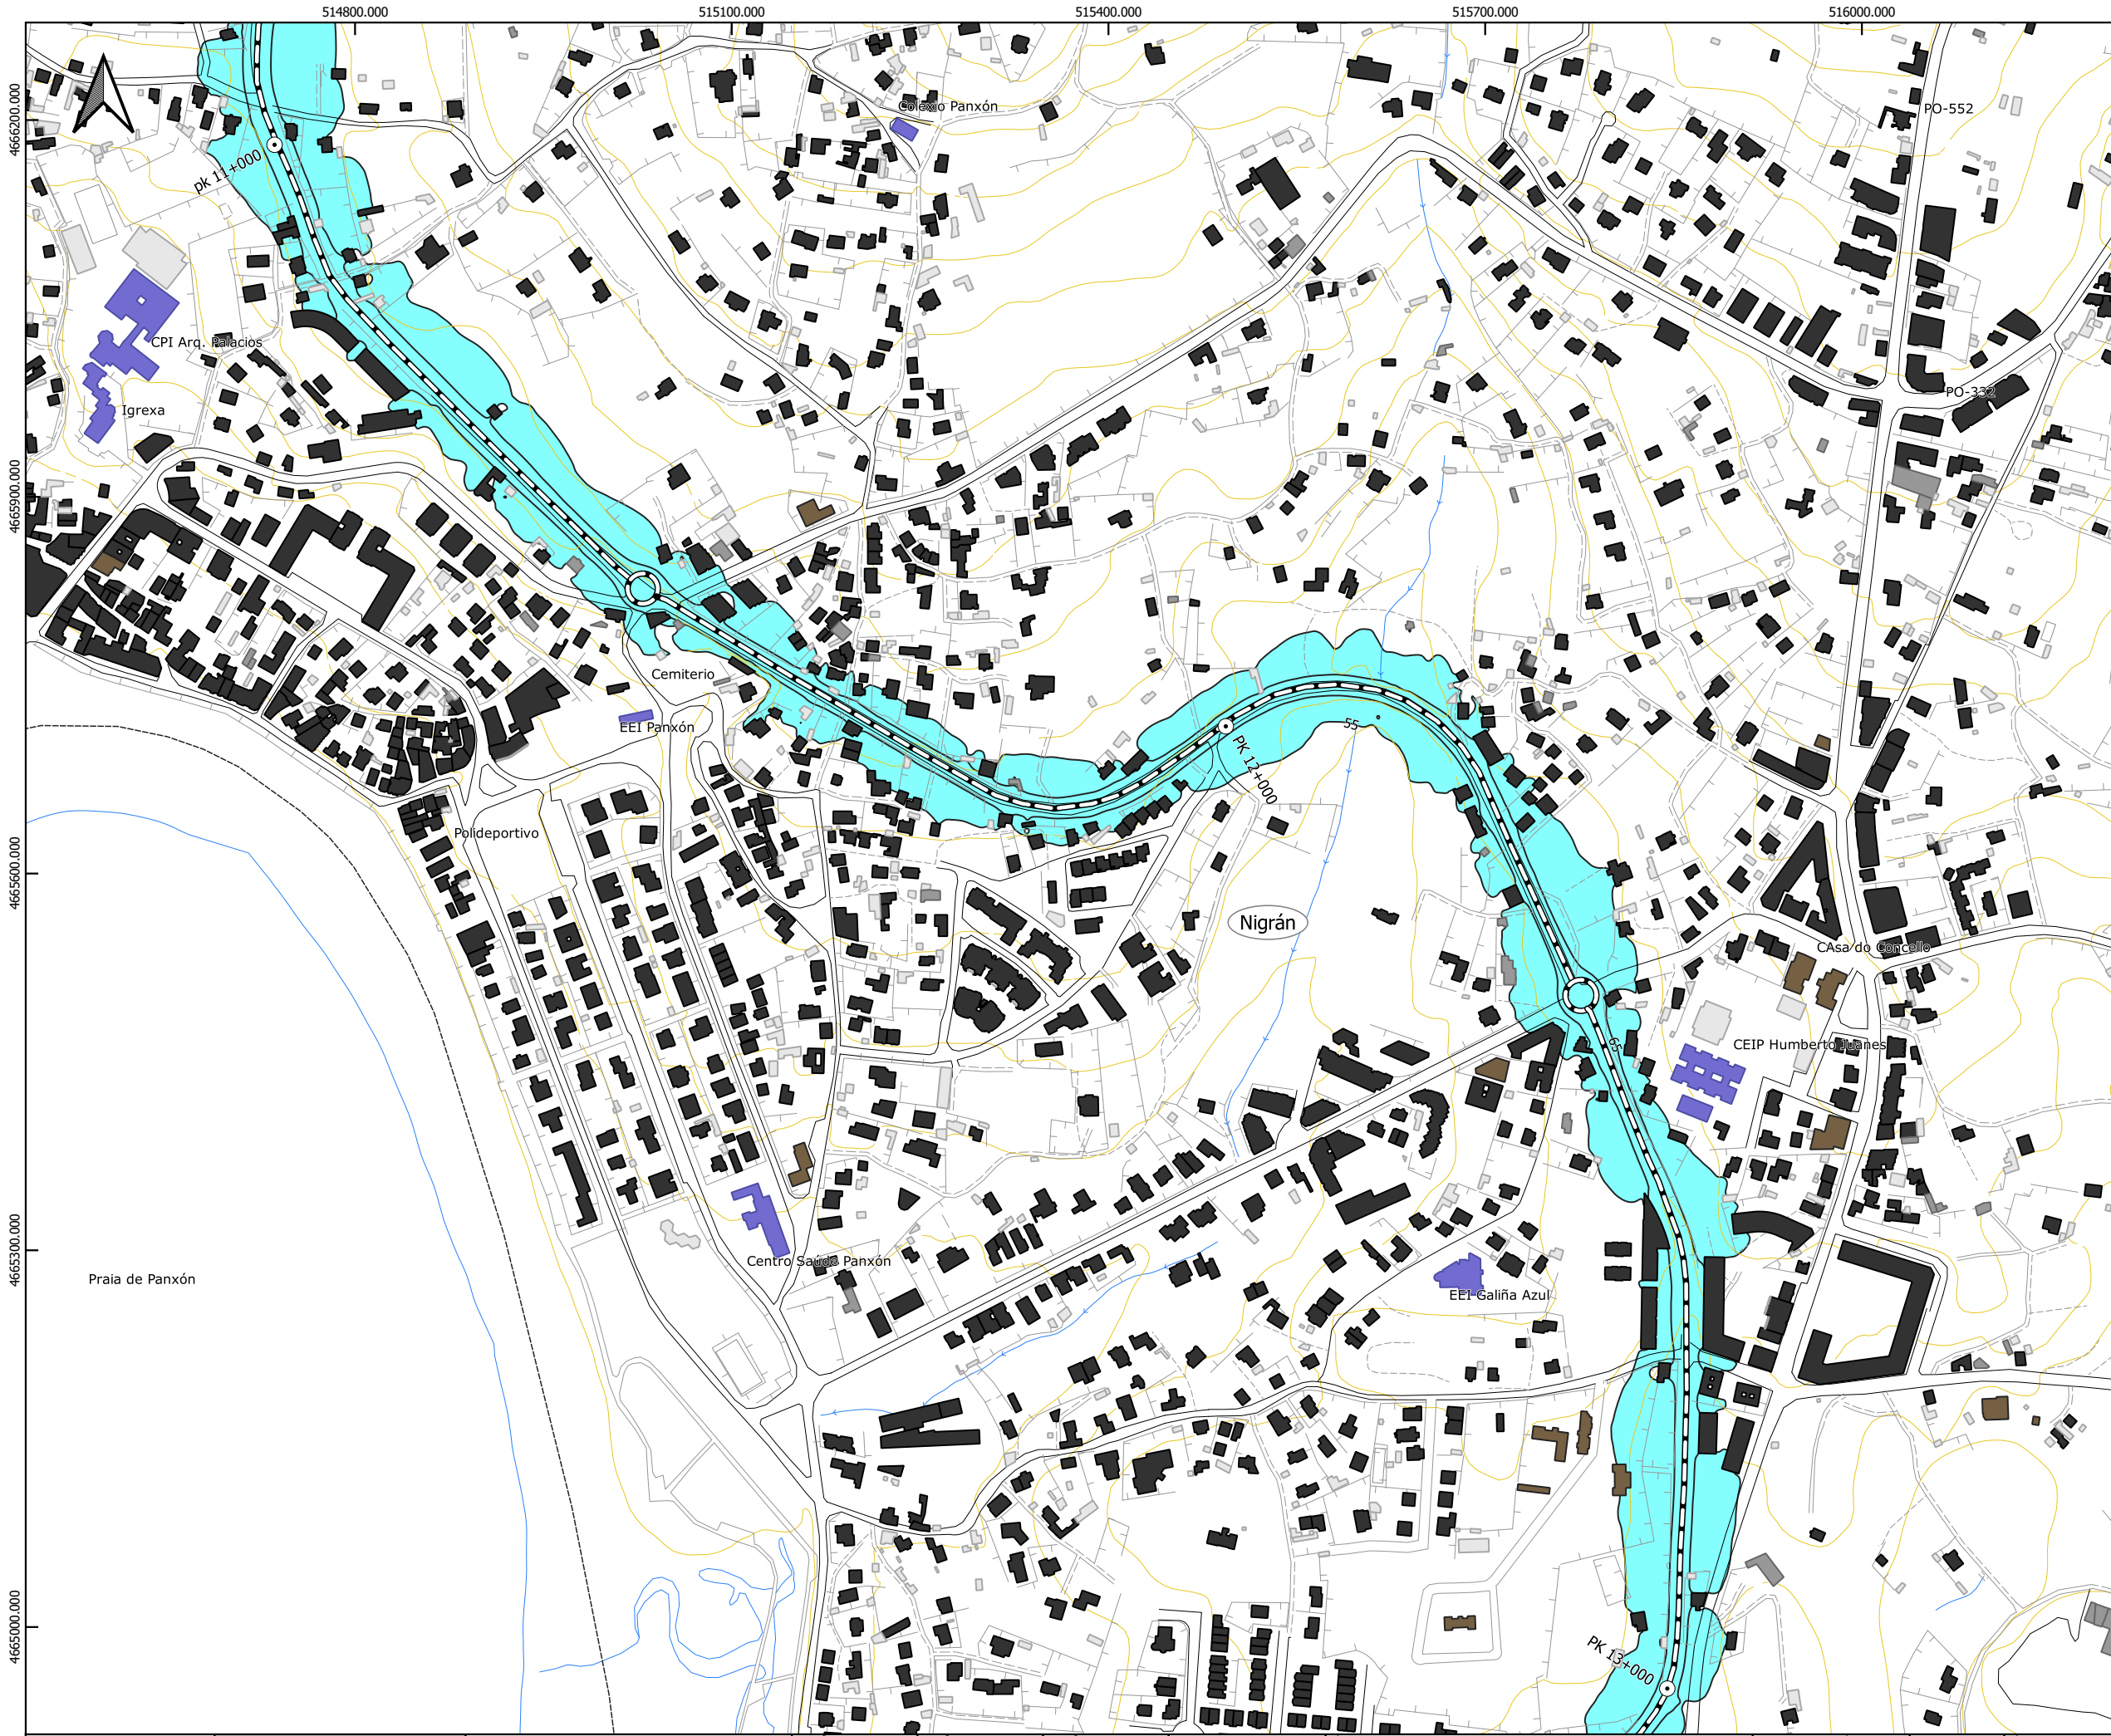 514800.000
515100.000
515400.000
515700.000
516000.000
4666200.000
4665900.000
4665600.000
4665300.000
4665000.000
Colexio Panxón
PO-552
pk 11+000
CPI Arq. Palacios
PO-332
Igrexa
Cemiterio
EEI Panxón
55
PK 12+000
Polideportivo
Nigrán
CAsa do Concello
65
CEIP Humberto Juanes
Centro Saúde Panxón
Praia de Panxón
EEI Galiña Azul
PK 13+000